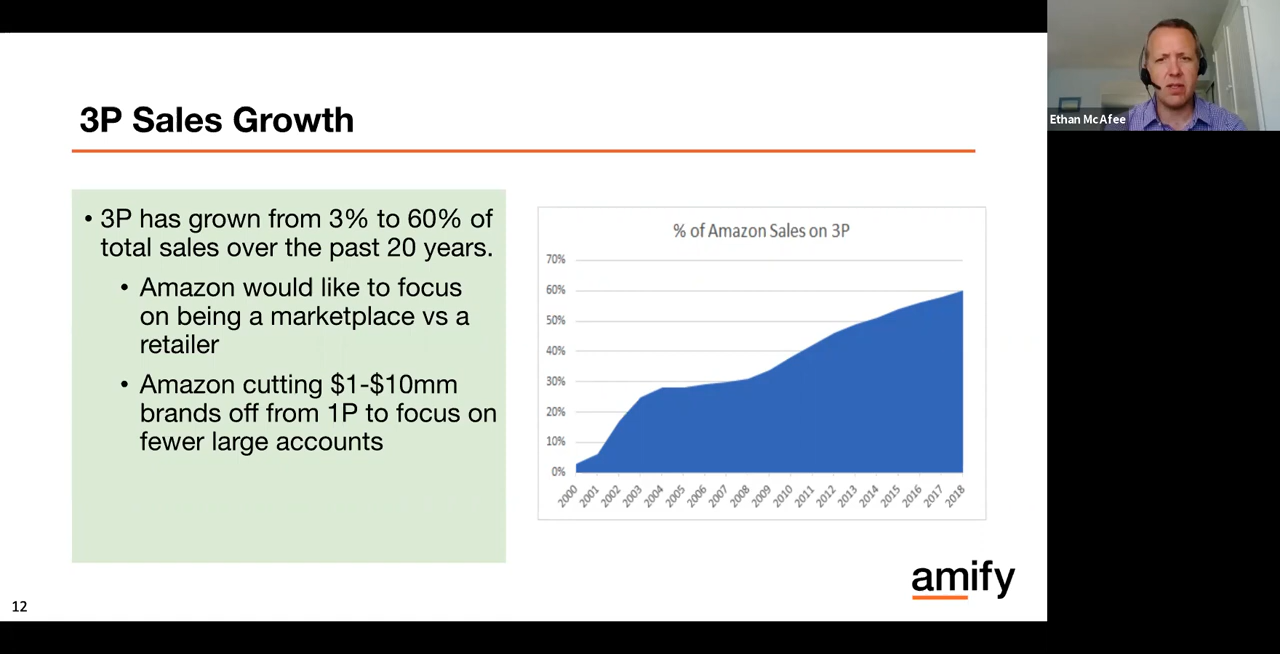 3P Sales Growth
• 3P has grown from 3% to 60% of
total sales over the past 20 years.
• Amazon would like to focus
on being a marketplace vs a
retailer
• Amazon cutting $1-$10mm
brands off from 1P to focus on
fewer large accounts
% of Amazon Sales on 3P
70%
60%
50%
40%
30%
20%
10%
0%
2000
2001
2002
2003
2004
2005
2006
2007
2008
2009
2010
2011
2012
2013
2014
2015
2016
2017
2018
amify
12
Ethan McAfee